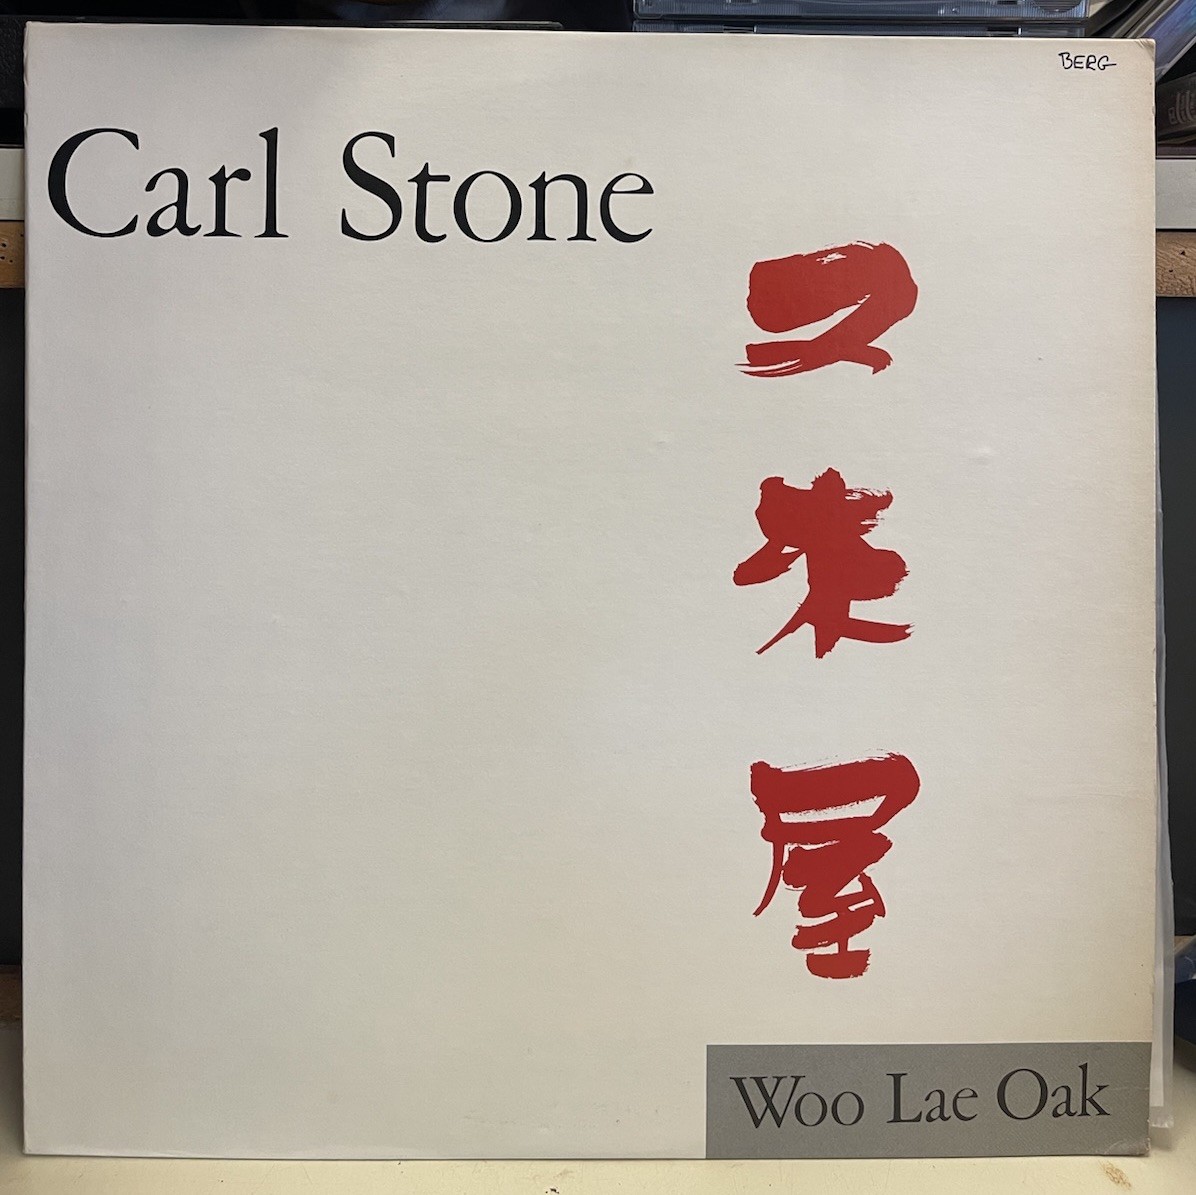 BERG
Carl Stone
又来屋
Woo Lae Oak